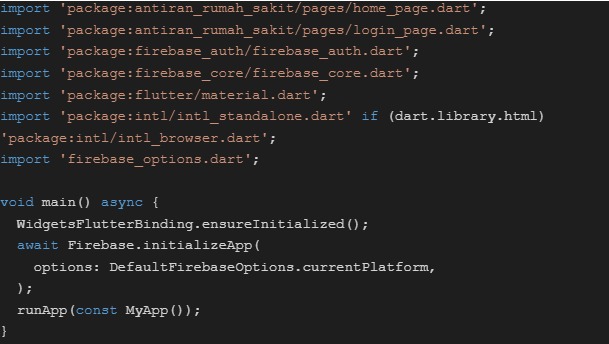 import 'package:antiran_rumah_sakit/pages/home_page.dart';
import 'package:antiran_rumah_sakit/pages/login_page.dart';
import 'package:firebase_auth/firebase_auth.dart';
import 'package:firebase_core/firebase_core.dart';
import 'package:flutter/material.dart';
import 'package:intl/intl_standalone.dart' if (dart.library.html)
'package:intl/intl_browser.dart';
import 'firebase_options.dart';

void main() async {
  WidgetsFlutterBinding.ensureInitialized();
  await Firebase.initializeApp(
    options: DefaultFirebaseOptions.currentPlatform,
  );
  runApp(const MyApp());
}